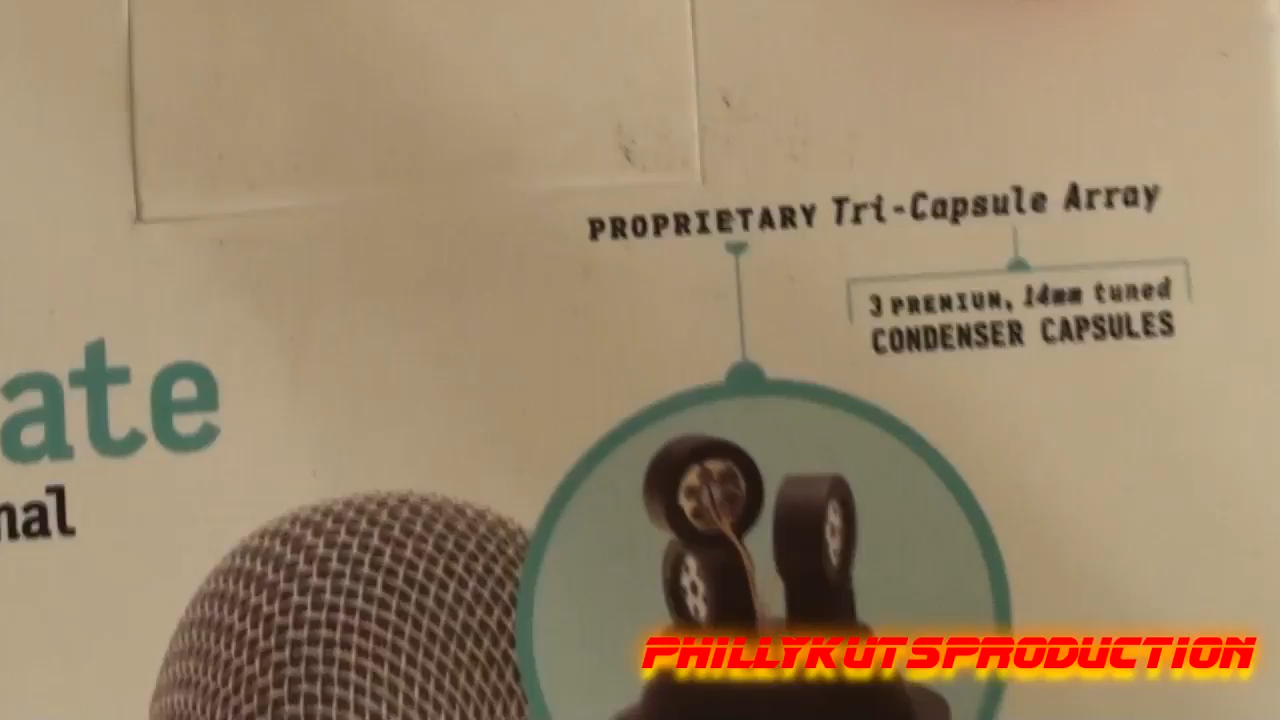 PROPRIETARY Tri-Capsule Array
3 PREMIUM, 14mm tuned
CONDENSER CAPSULES
ate
nal
PHILLYKUTSPRODUCTION